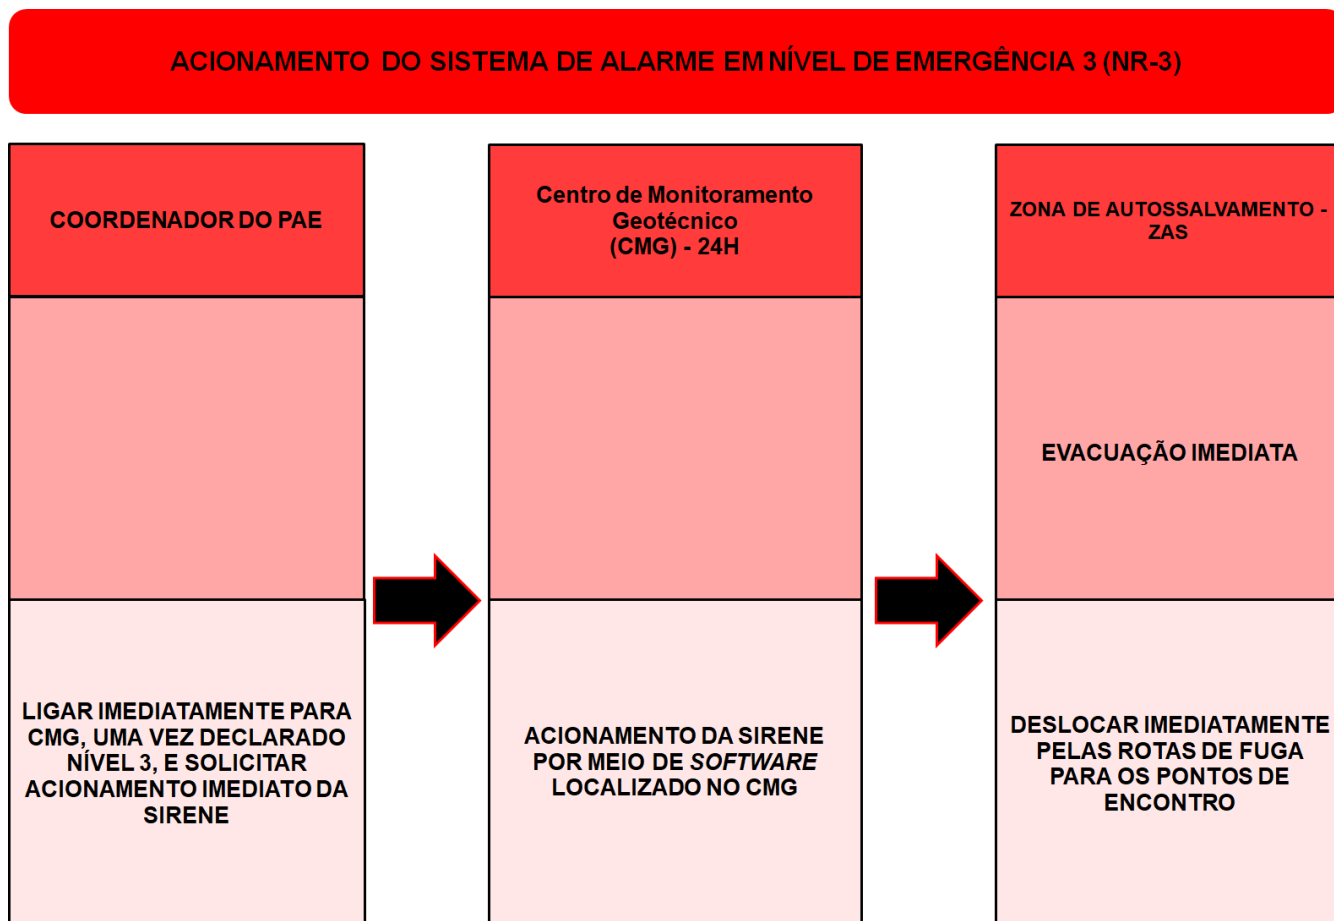 ACIONAMENTO DO SISTEMA DE ALARME EM NÍVEL DE EMERGÊNCIA 3 (NR-3)
COORDENADOR DO PAE
LIGAR IMEDIATAMENTE PARA
CMG, UMA VEZ DECLARADO
NÍVEL 3, E SOLICITAR
ACIONAMENTO IMEDIATO DA
SIRENE
Centro de Monitoramento
Geotécnico
(CMG) - 24H
ACIONAMENTO DA SIRENE
POR MEIO DE SOFTWARE
LOCALIZADO NO CMG
ZONA DE AUTOSSALVAMENTO -
ZAS
EVACUAÇÃO IMEDIATA
DESLOCAR IMEDIATAMENTE
PELAS ROTAS DE FUGA
PARA OS PONTOS DE
ENCONTRO